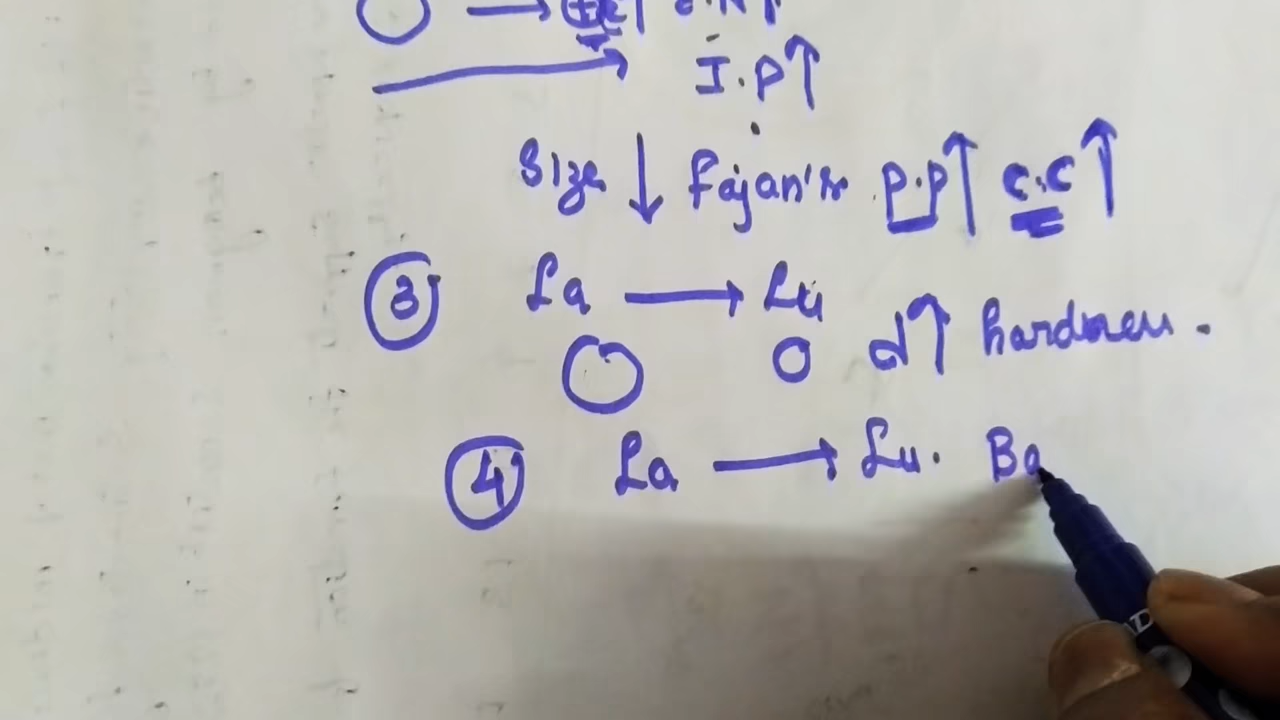 I.P↑
Size ↓ Fajan's P.P↑ C.C↑
③ La → Lu d↑ hardness.
④ La → Lu. Ba